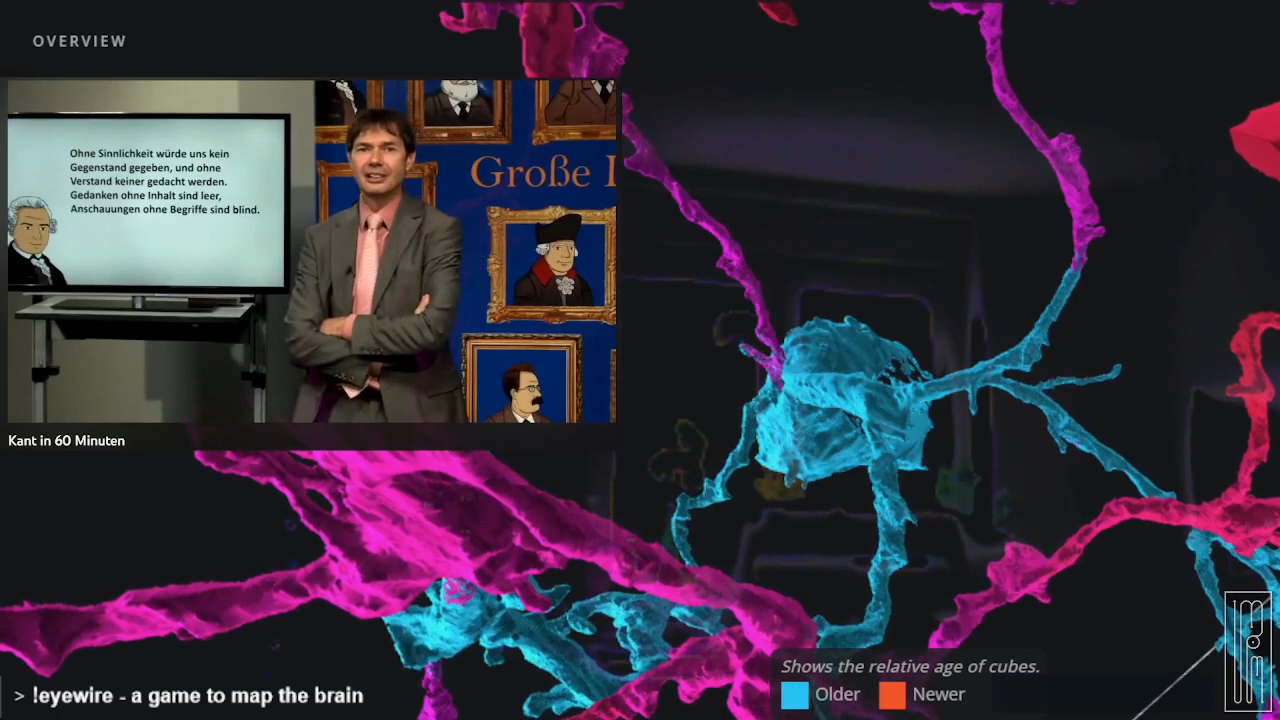 OVERVIEW
Ohne Sinnlichkeit würde uns kein
Gegenstand gegeben, und ohne
Verstand keiner gedacht werden.
Gedanken ohne Inhalt sind leer,
Anschauungen ohne Begriffe sind blind.
Große
Kant in 60 Minuten
Shows the relative age of cubes.
Older
Newer
> !eyewire - a game to map the brain